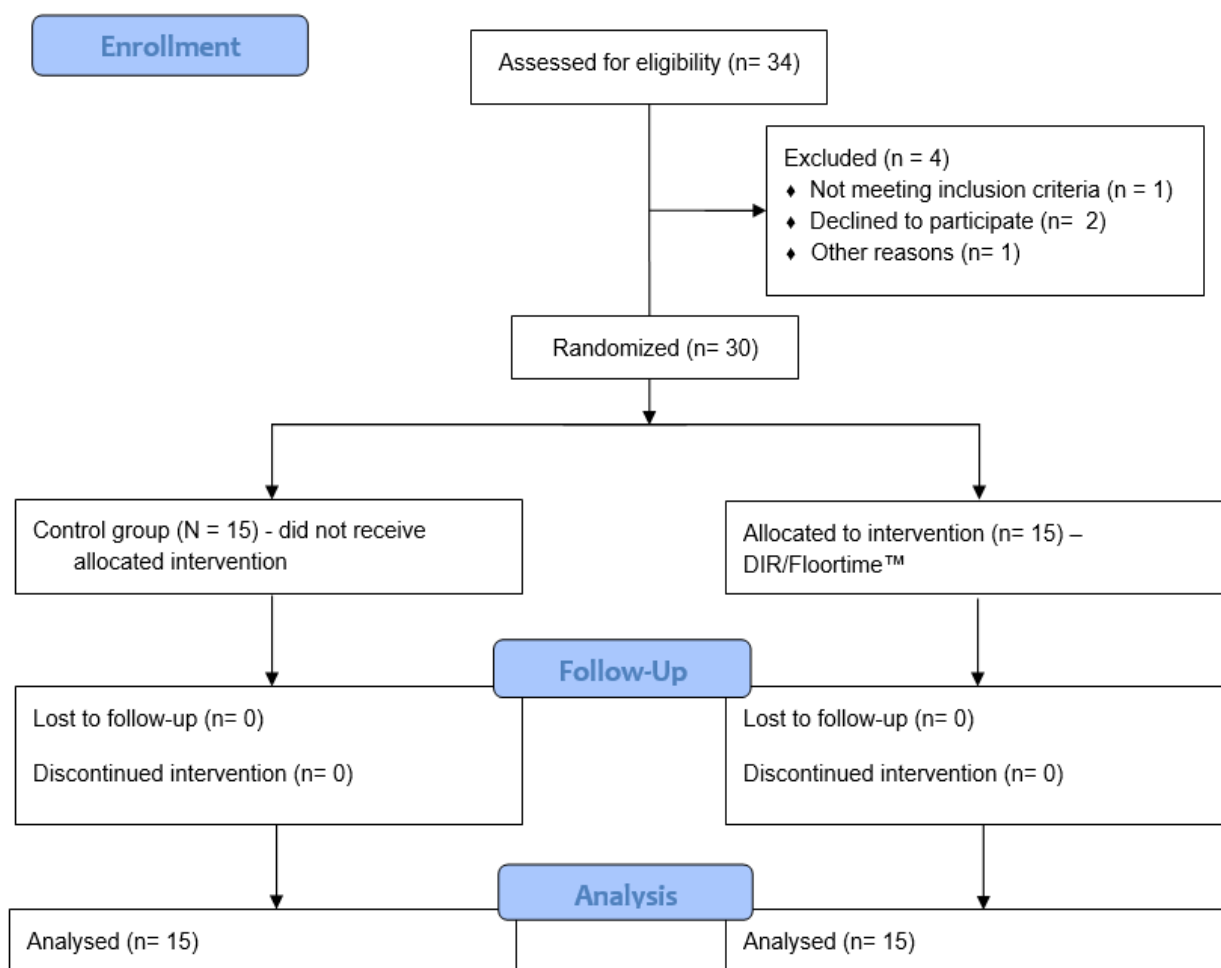 Enrollment
Assessed for eligibility (n= 34)
Excluded (n = 4)
♦ Not meeting inclusion criteria (n = 1)
♦ Declined to participate (n=  2)
♦ Other reasons (n= 1)
Randomized (n= 30)
Control group (N = 15) - did not receive
allocated intervention
Allocated to intervention (n= 15) –
DIR/Floortime™
Follow-Up
Lost to follow-up (n= 0)
Discontinued intervention (n= 0)
Lost to follow-up (n= 0)
Discontinued intervention (n= 0)
Analysis
Analysed (n= 15)
Analysed (n= 15)